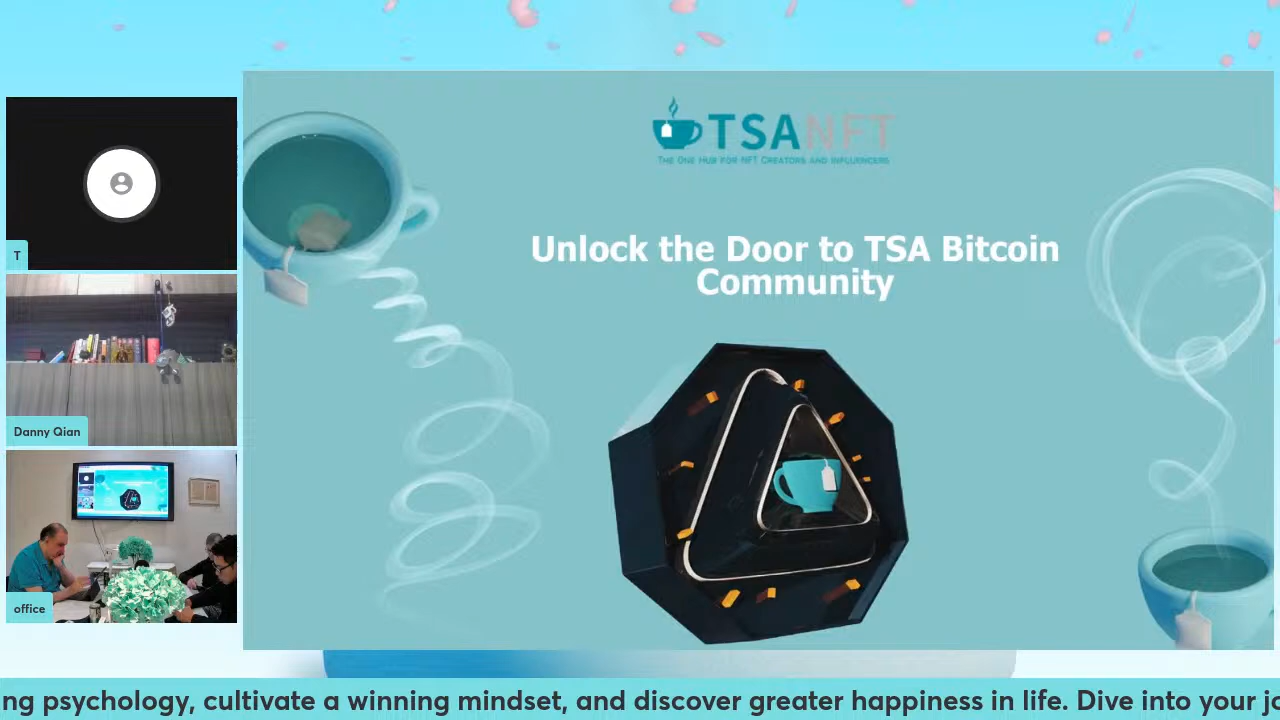 TSANFT
The One Hub for NFT Creators and Influencers
Unlock the Door to TSA Bitcoin
Community
T
Danny Qian
office
ng psychology, cultivate a winning mindset, and discover greater happiness in life. Dive into your jo